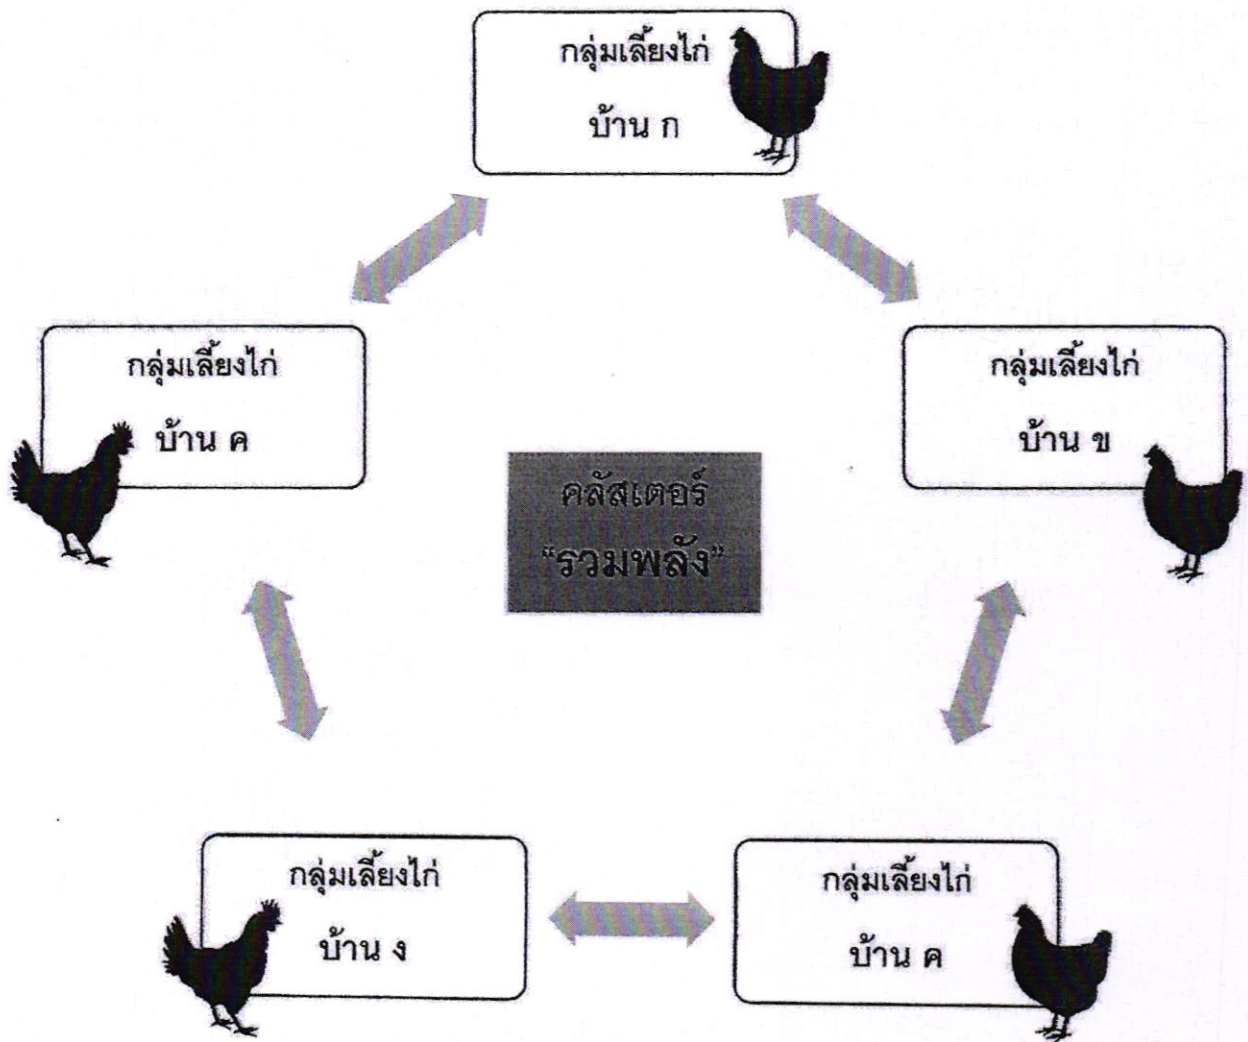 กลุ่มเลี้ยงไก่
บ้าน ก
กลุ่มเลี้ยงไก่
บ้าน ค
กลุ่มเลี้ยงไก่
บ้าน ข
คลัสเตอร์
“รวมพลัง”
กลุ่มเลี้ยงไก่
บ้าน ง
กลุ่มเลี้ยงไก่
บ้าน ค